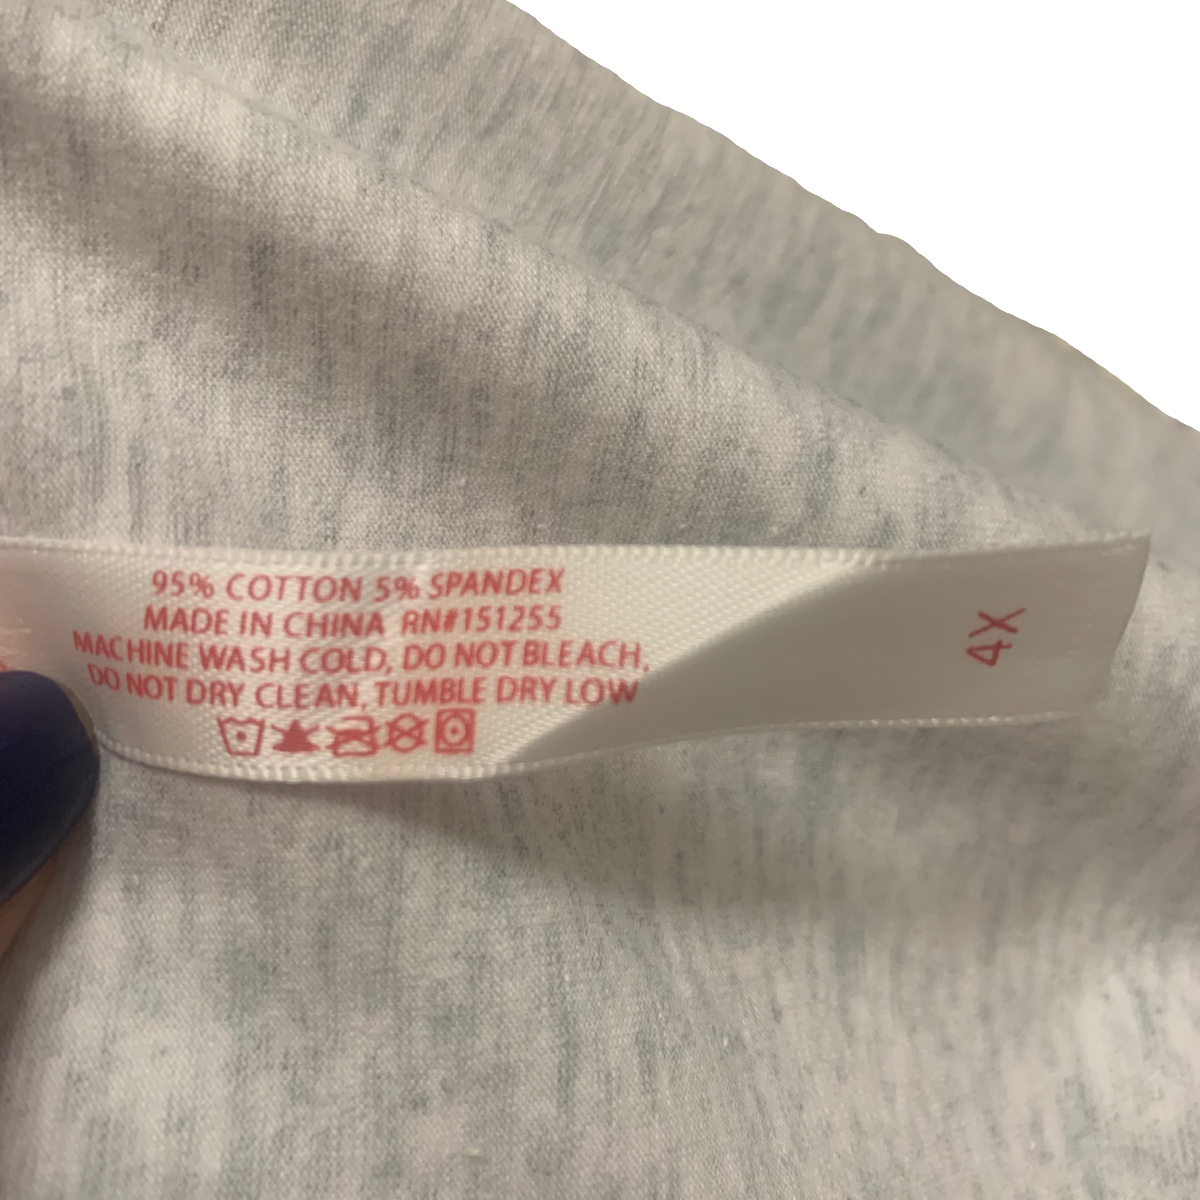 95% COTTON 5% SPANDEX
MADE IN CHINA RN#151255
MACHINE WASH COLD, DO NOT BLEACH,
DO NOT DRY CLEAN, TUMBLE DRY LOW
4X